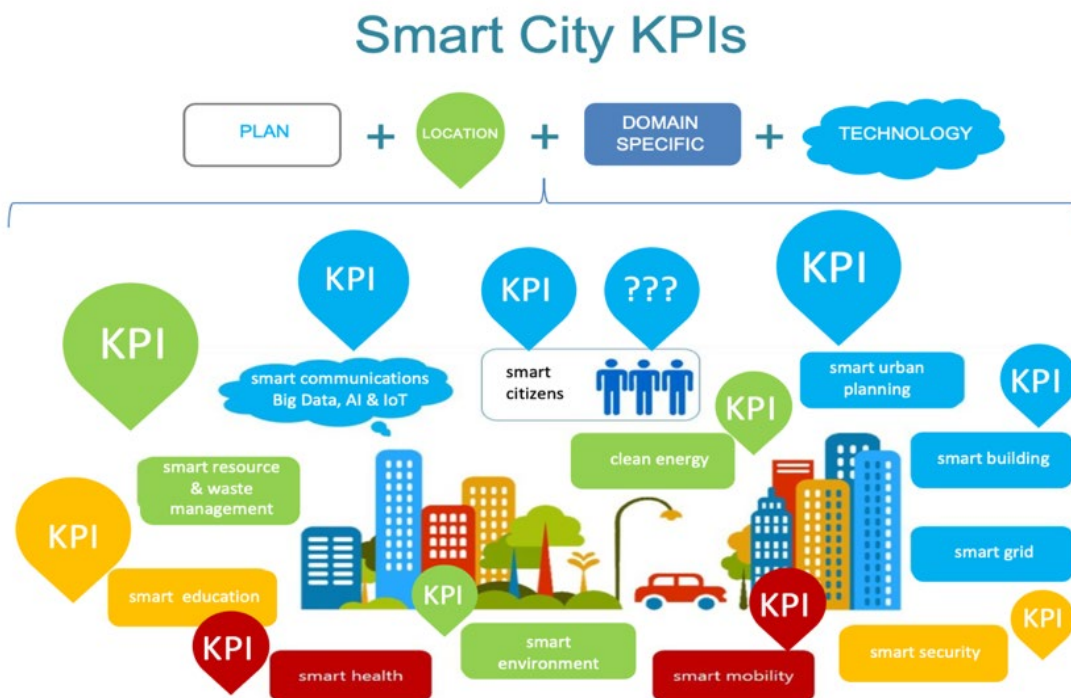 Smart City KPIs
PLAN
+
LOCATION
+
DOMAIN
SPECIFIC
+
TECHNOLOGY
KPI
KPI
KPI
???
KPI
smart communications
Big Data, AI & IoT
smart
citizens
smart urban
planning
KPI
KPI
clean energy
smart building
smart resource
& waste
management
KPI
smart grid
smart education
KPI
KPI
KPI
KPI
smart health
smart
environment
smart mobility
smart security